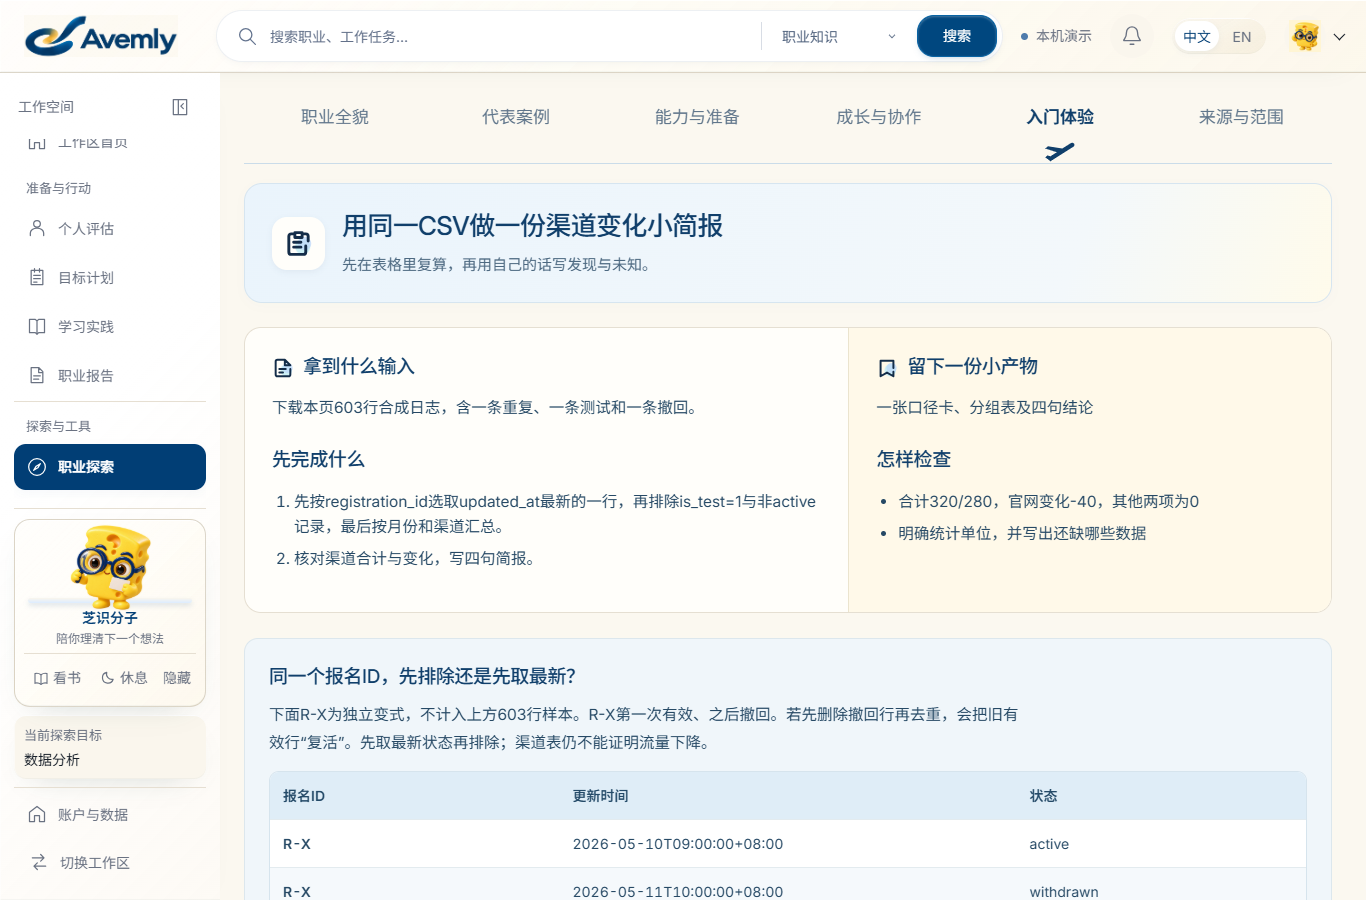 Avemly
搜索职业、工作任务...
职业知识
搜索
本机演示
中文
EN
工作空间
工作区首页
准备与行动
个人评估
目标计划
学习实践
职业报告
探索与工具
职业探索
芝识分子
陪你理清下一个想法
看书
休息
隐藏
当前探索目标
数据分析
账户与数据
切换工作区
职业全貌
代表案例
能力与准备
成长与协作
入门体验
来源与范围
用同一CSV做一份渠道变化小简报
先在表格里复算，再用自己的话写发现与未知。
拿到什么输入
下载本页603行合成日志，含一条重复、一条测试和一条撤回。
先完成什么
1. 先按registration_id选取updated_at最新的一行，再排除is_test=1与非active
记录，最后按月份和渠道汇总。
2. 核对渠道合计与变化，写四句简报。
留下一份小产物
一张口径卡、分组表及四句结论
怎样检查
• 合计320/280，官网变化-40，其他两项为0
• 明确统计单位，并写出还缺哪些数据
同一个报名ID，先排除还是先取最新？
下面R-X为独立变式，不计入上方603行样本。R-X第一次有效、之后撤回。若先删除撤回行再去重，会把旧有
效行“复活”。先取最新状态再排除；渠道表仍不能证明流量下降。
报名ID 更新时间 状态
R-X 2026-05-10T09:00:00+08:00 active
R-X 2026-05-11T10:00:00+08:00 withdrawn